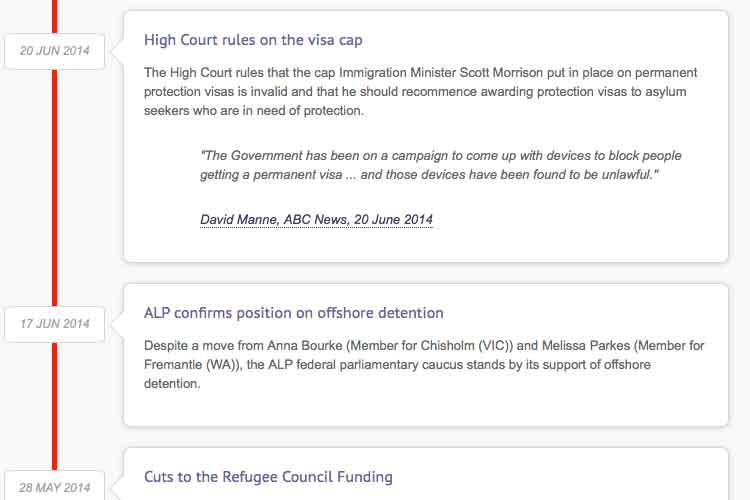 20 JUN 2014
High Court rules on the visa cap
The High Court rules that the cap Immigration Minister Scott Morrison put in place on permanent
protection visas is invalid and that he should recommence awarding protection visas to asylum
seekers who are in need of protection.
"The Government has been on a campaign to come up with devices to block people
getting a permanent visa ... and those devices have been found to be unlawful."
David Manne, ABC News, 20 June 2014
17 JUN 2014
ALP confirms position on offshore detention
Despite a move from Anna Bourke (Member for Chisholm (VIC)) and Melissa Parkes (Member for
Fremantle (WA)), the ALP federal parliamentary caucus stands by its support of offshore
detention.
28 MAY 2014
Cuts to the Refugee Council Funding